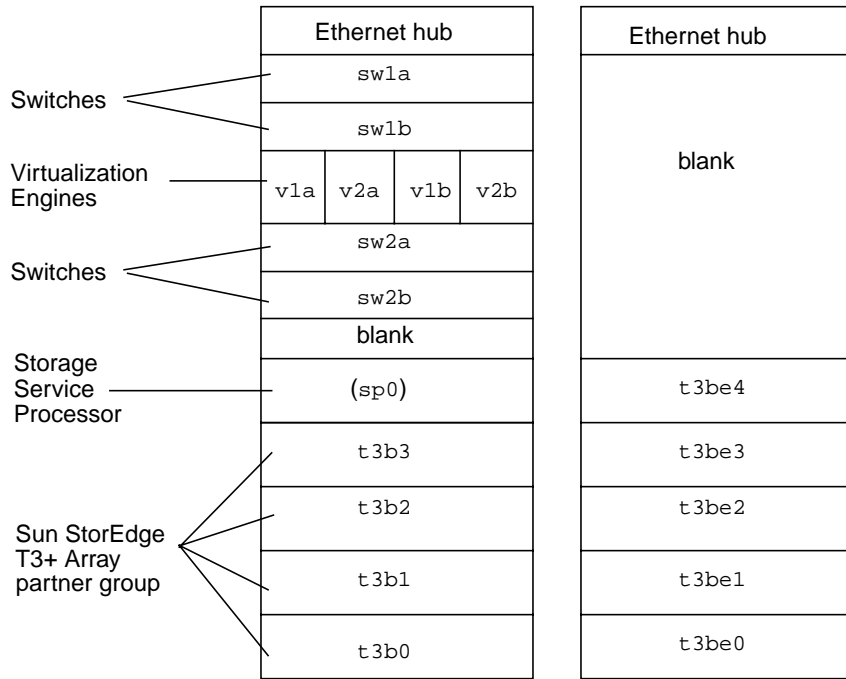 Ethernet hub
Ethernet hub
sw1a
Switches
sw1b
blank
Virtualization
Engines
v1a
v2a
v1b
v2b
sw2a
Switches
sw2b
blank
Storage
Service
Processor
(sp0)
t3be4
t3b3
t3be3
t3b2
t3be2
Sun StorEdge
T3+ Array
partner group
t3b1
t3be1
t3b0
t3be0